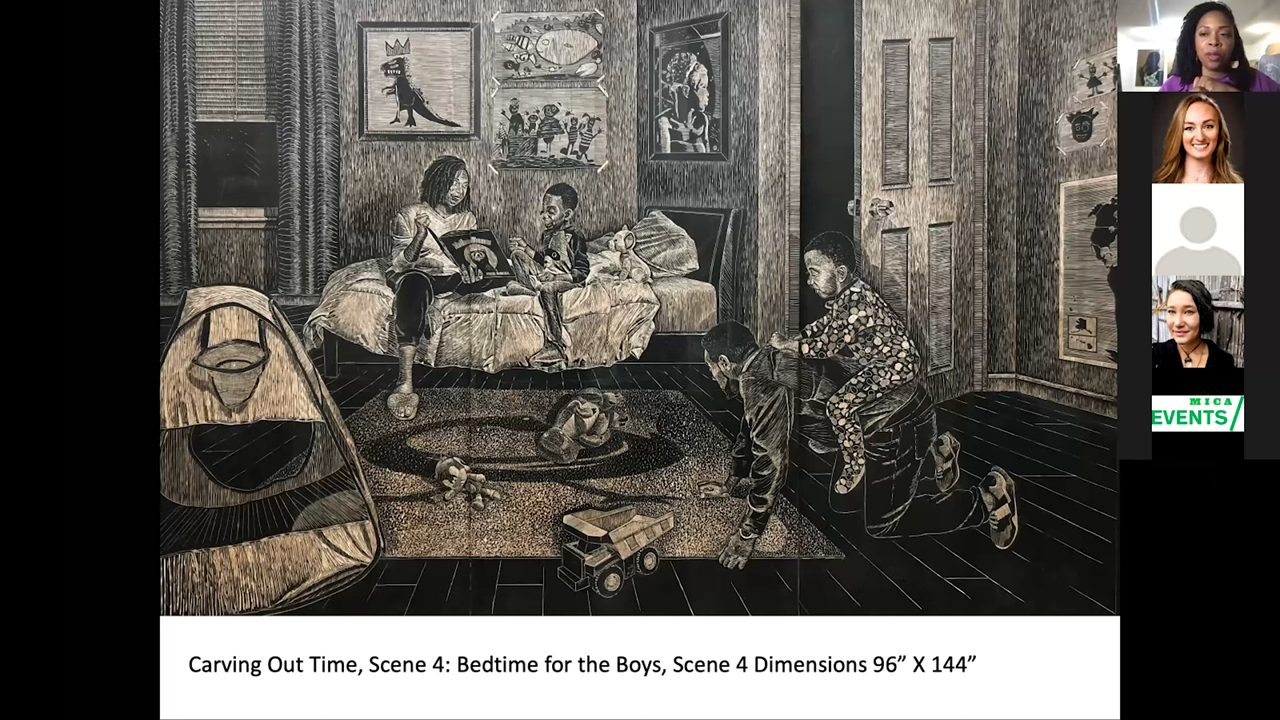 Carving Out Time, Scene 4: Bedtime for the Boys, Scene 4 Dimensions 96” X 144”
MICA
EVENTS/